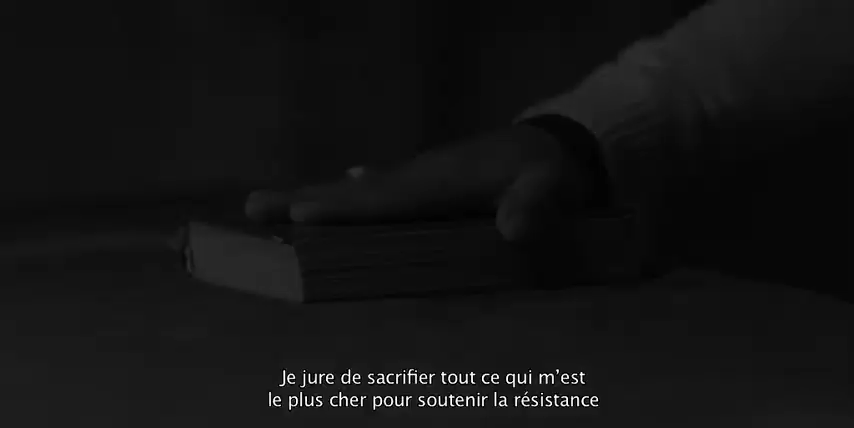 Je jure de sacrifier tout ce qui m'est
le plus cher pour soutenir la résistance